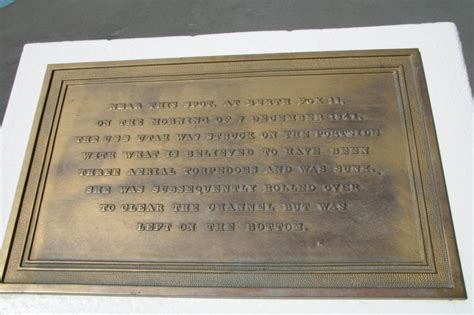 NEAR THIS SPOT, AT BERTH FOX 11,
ON THE MORNING OF 7 DECEMBER 1941,
THE USS UTAH WAS STRUCK ON THE PORTSIDE
WITH WHAT IS BELIEVED TO HAVE BEEN
THREE AERIAL TORPEDOES AND WAS SUNK.
SHE WAS SUBSEQUENTLY ROLLED OVER
TO CLEAR THE CHANNEL BUT WAS
LEFT ON THE BOTTOM.